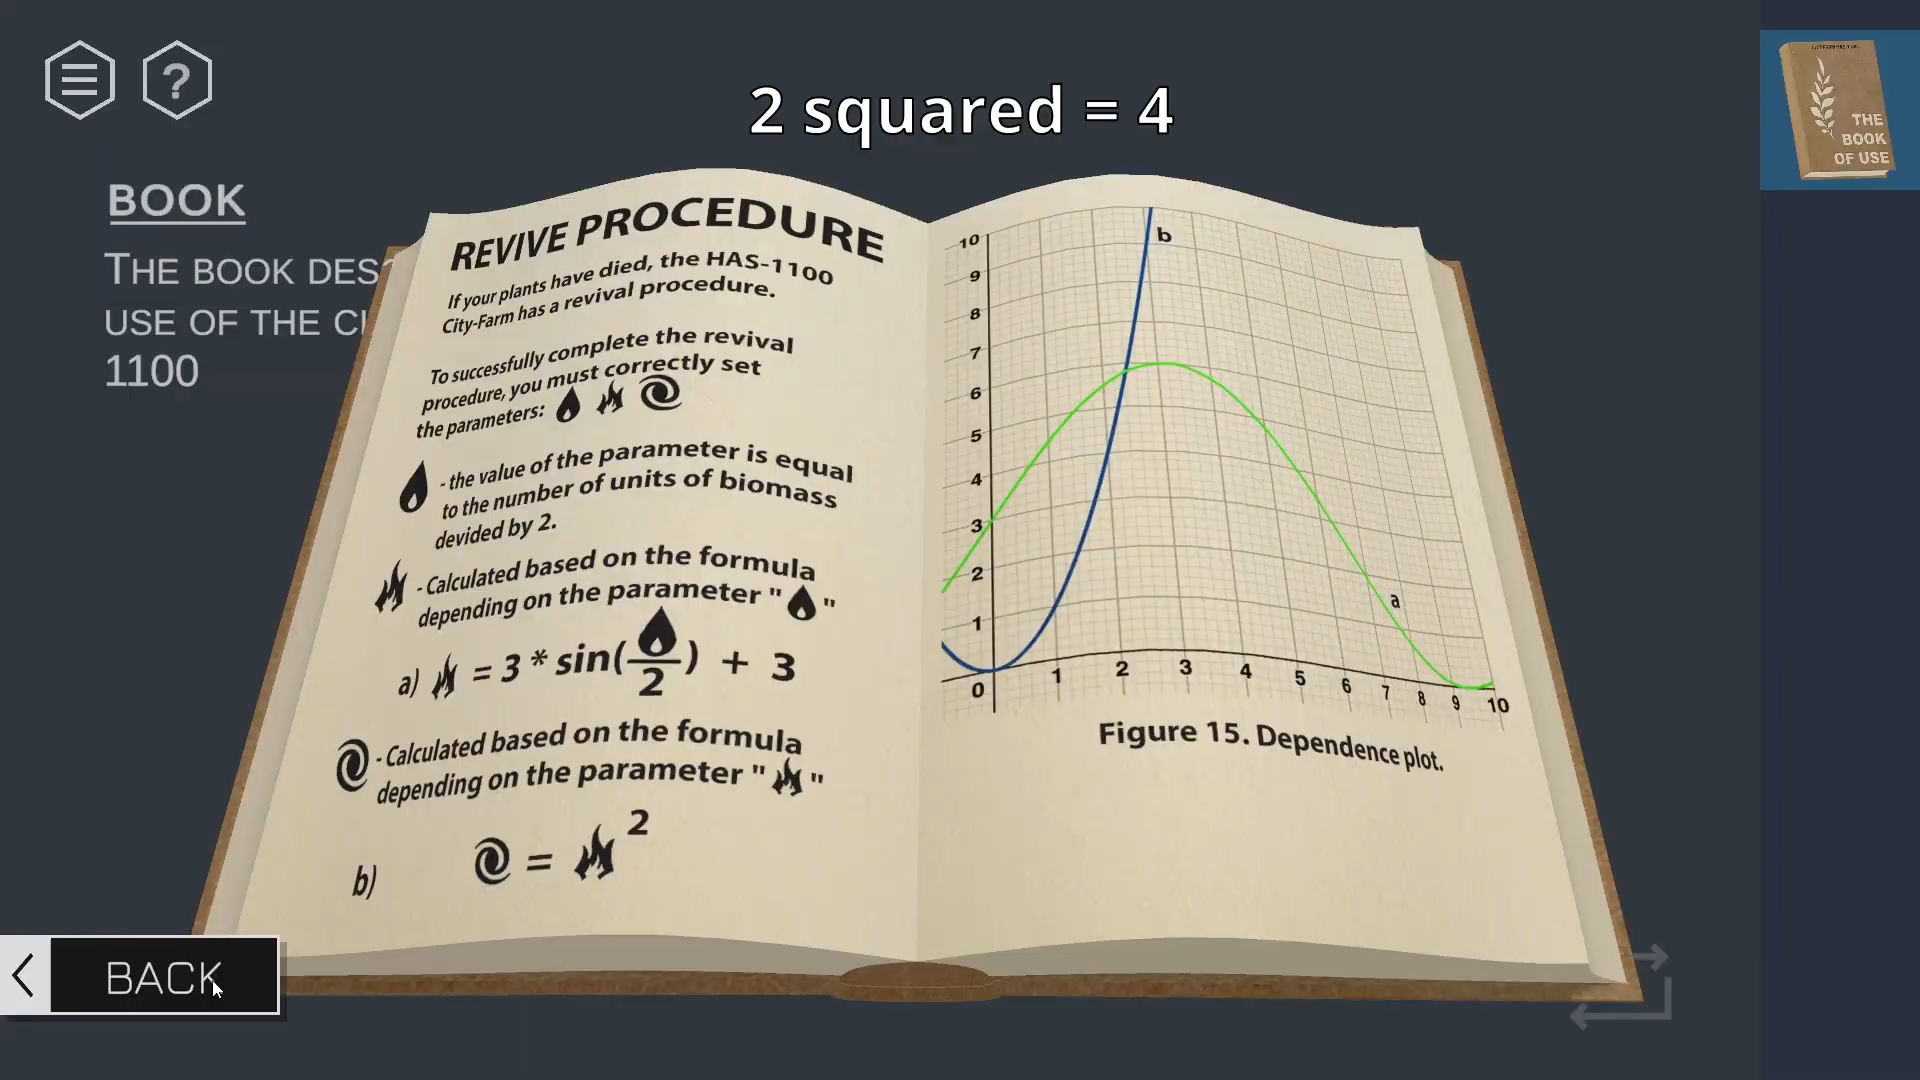 2 squared = 4
BOOK
THE BOOK DES
USE OF THE CI
1100
REVIVE PROCEDURE
If your plants have died, the HAS-1100
City-Farm has a revival procedure.
To successfully complete the revival
procedure, you must correctly set
the parameters:
- the value of the parameter is equal
to the number of units of biomass
devided by 2.
- Calculated based on the formula
depending on the parameter " "
a) = 3 * sin( /2) + 3
- Calculated based on the formula
depending on the parameter " "
b) = 2
10
9
8
7
6
5
4
3
2
1
0
1 2 3 4 5 6 7 8 9 10
b
a
Figure 15. Dependence plot.
THE
BOOK
OF USE
BACK
?